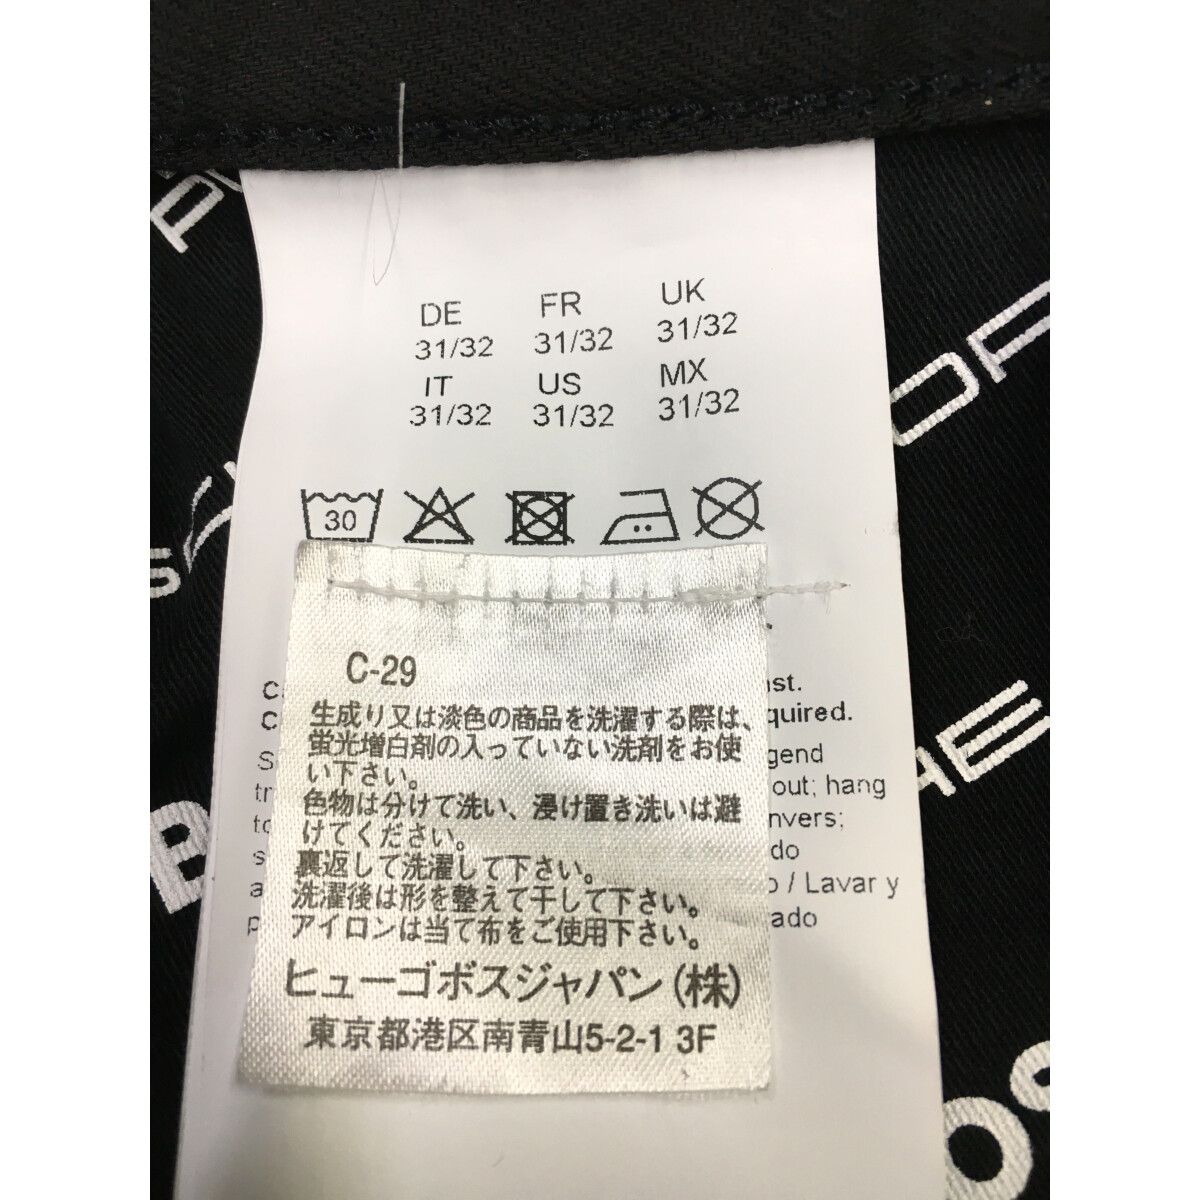 DE FR UK
31/32 31/32 31/32
IT US MX
31/32 31/32 31/32
30
C-29
生成り又は淡色の商品を洗濯する際は、
蛍光増白剤の入っていない洗剤をお使
い下さい。
色物は分けて洗い、浸け置き洗いは避
けてください。
裏返して洗濯して下さい。
洗濯後は形を整えて干して下さい。
アイロンは当て布をご使用下さい。
ヒューゴボスジャパン(株)
東京都港区南青山5-2-1 3F
out; hang
/ Lavar y